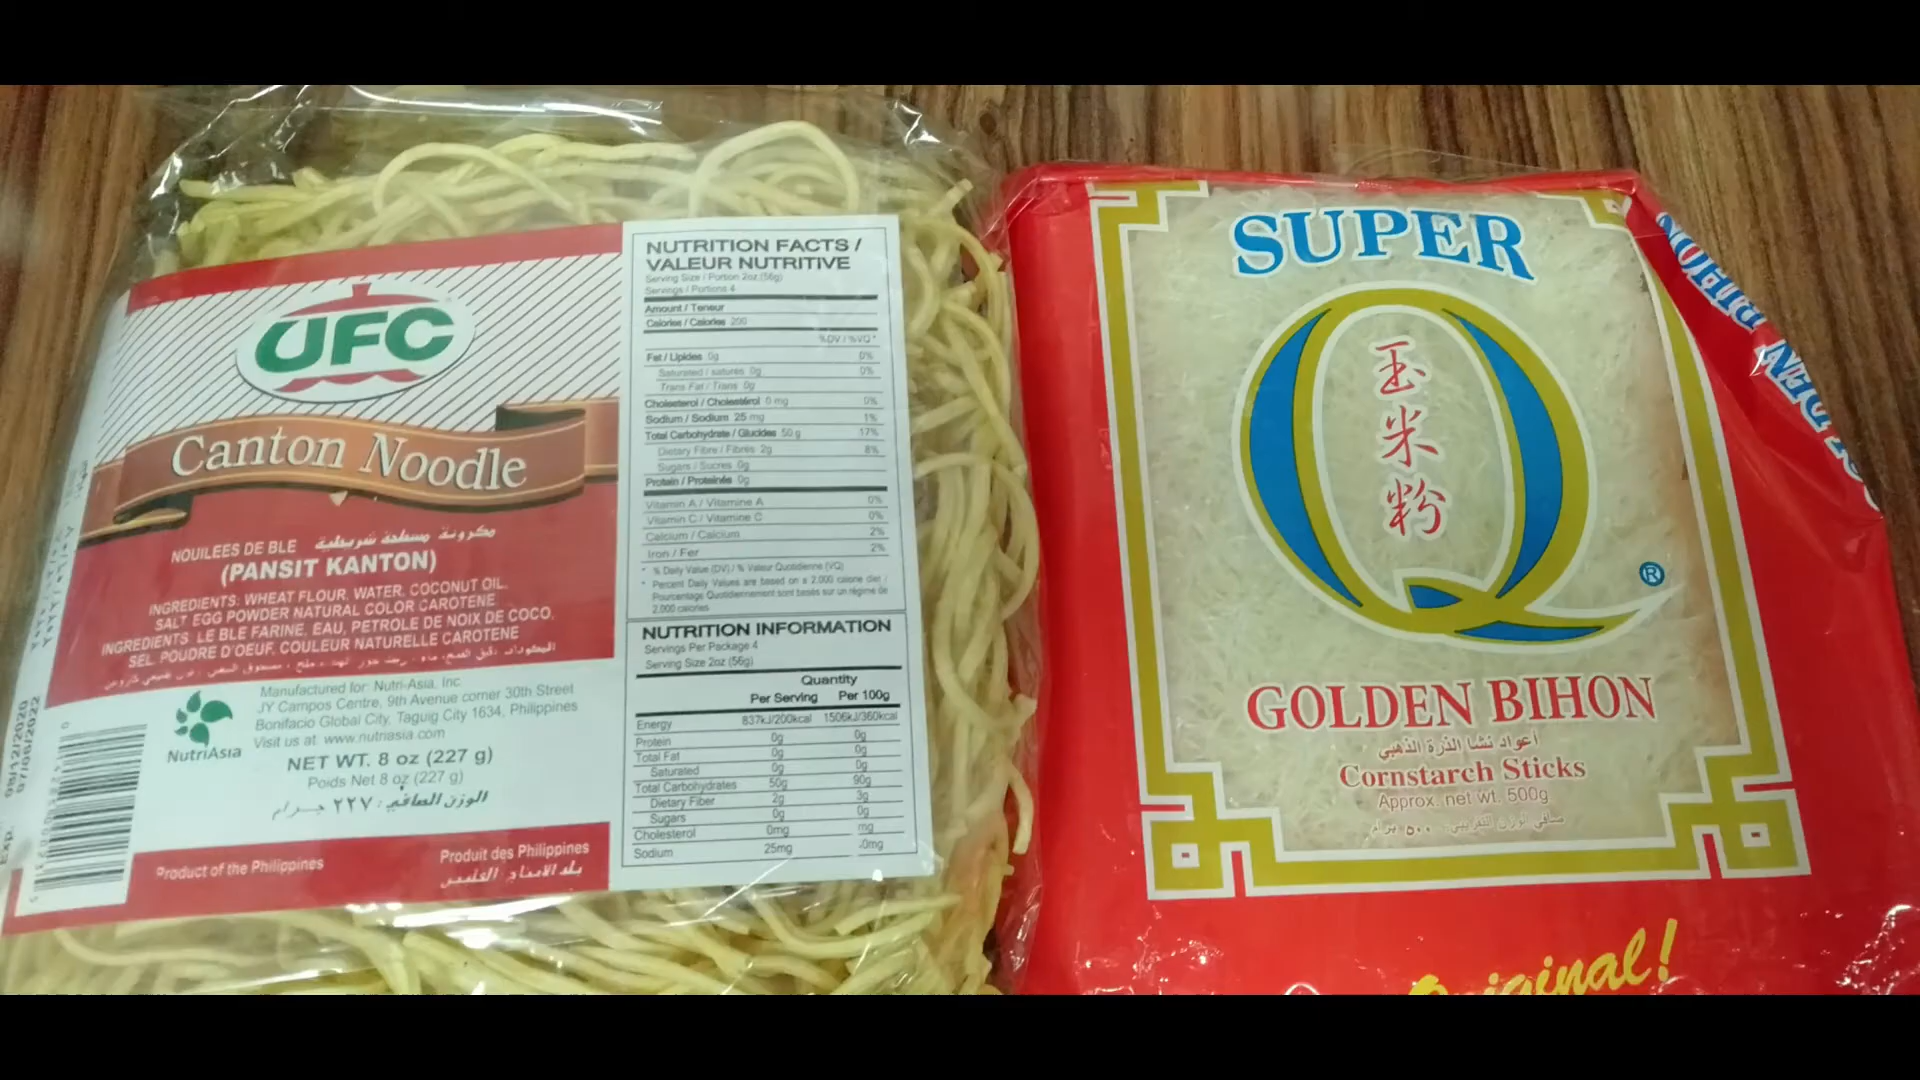 UFC
Canton Noodle
NOUILEES DE BLE مكرونة مسطحة شريطية
(PANSIT KANTON)
INGREDIENTS: WHEAT FLOUR, WATER, COCONUT OIL,
SALT, EGG POWDER NATURAL COLOR CAROTENE
INGREDIENTS: LE BLE FARINE, EAU, PETROLE DE NOIX DE COCO,
SEL, POUDRE D'OEUF, COULEUR NATURELLE CAROTENE
NutriAsia
Manufactured for: Nutri-Asia, Inc
JY Campos Centre, 9th Avenue corner 30th Street
Bonifacio Global City, Taguig City 1634, Philippines
Visit us at: www.nutriasia.com
NET WT. 8 oz (227 g)
Poids Net 8 oz (227 g)
الوزن الصافي: ٢٢٧ جرام
Product of the Philippines
Produit des Philippines
EXP.
07/06/2022
NUTRITION FACTS /
VALEUR NUTRITIVE
Serving Size / Portion 2oz (56g)
Servings / Portions 4
Amount / Teneur
Calories / Calories 200
%DV / %VQ*
Fat / Lipides 0g 0%
Saturated / saturés 0g 0%
Trans Fat / Trans 0g
Cholesterol / Cholestérol 0 mg 0%
Sodium / Sodium 25 mg 1%
Total Carbohydrate / Glucides 50 g 17%
Dietary Fibre / Fibres 2g 8%
Sugars / Sucres 0g
Protein / Protéinés 0g
Vitamin A / Vitamine A 0%
Vitamin C / Vitamine C 0%
Calcium / Calcium 2%
Iron / Fer 2%
* % Daily Value (DV) / % Valeur Quotidienne (VQ)
* Percent Daily Values are based on a 2,000 calorie diet /
Pourcentage Quotidiennement sont basés sur un régime de
2,000 calories
NUTRITION INFORMATION
Servings Per Package 4
Serving Size 2oz (56g)
Quantity
Per Serving Per 100g
Energy 837kJ/200kcal 1506kJ/360kcal
Protein 0g 0g
Total Fat 0g 0g
Saturated 0g 0g
Total Carbohydrates 50g 90g
Dietary Fiber 2g 3g
Sugars 0g 0g
Cholesterol 0mg mg
Sodium 25mg
SUPER
Q
玉米粉
®
GOLDEN BIHON
أعواد نشا الذرة الذهبي
Cornstarch Sticks
Approx. net wt. 500g
صافي الوزن التقريبي: ٥٠٠ جرام
Original!
GOLDEN BIHON